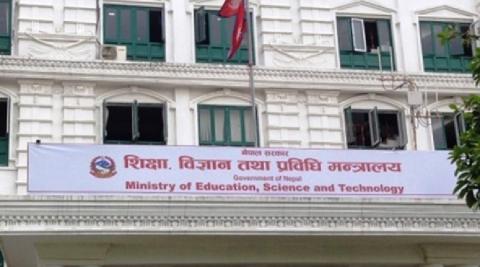 नेपाल सरकार
शिक्षा, विज्ञान तथा प्रविधि मन्त्रालय
Government of Nepal
Ministry of Education, Science and Technology